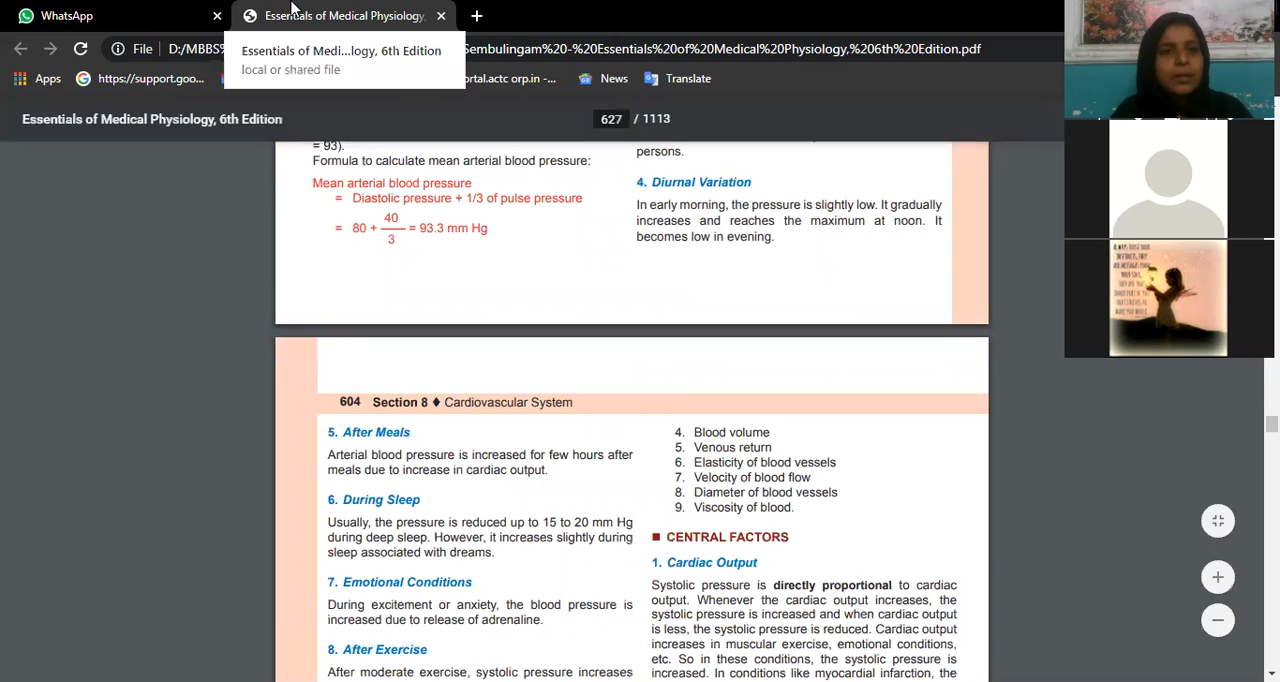 WhatsApp
Essentials of Medical Physiology,
File
D:/MBBS
Sembulingam%20-%20Essentials%20of%20Medical%20Physiology,%206th%20Edition.pdf
Essentials of Medi...logy, 6th Edition
local or shared file
Apps
https://support.goo...
ortal.actc orp.in -...
News
Translate
Essentials of Medical Physiology, 6th Edition
627 / 1113
= 93).
Formula to calculate mean arterial blood pressure:
Mean arterial blood pressure
= Diastolic pressure + 1/3 of pulse pressure
40
= 80 + = 93.3 mm Hg
3
persons.
4. Diurnal Variation
In early morning, the pressure is slightly low. It gradually
increases and reaches the maximum at noon. It
becomes low in evening.
604 Section 8 ♦ Cardiovascular System
5. After Meals
Arterial blood pressure is increased for few hours after
meals due to increase in cardiac output.
6. During Sleep
Usually, the pressure is reduced up to 15 to 20 mm Hg
during deep sleep. However, it increases slightly during
sleep associated with dreams.
7. Emotional Conditions
During excitement or anxiety, the blood pressure is
increased due to release of adrenaline.
8. After Exercise
After moderate exercise, systolic pressure increases
4. Blood volume
5. Venous return
6. Elasticity of blood vessels
7. Velocity of blood flow
8. Diameter of blood vessels
9. Viscosity of blood.
■ CENTRAL FACTORS
1. Cardiac Output
Systolic pressure is directly proportional to cardiac
output. Whenever the cardiac output increases, the
systolic pressure is increased and when cardiac output
is less, the systolic pressure is reduced. Cardiac output
increases in muscular exercise, emotional conditions,
etc. So in these conditions, the systolic pressure is
increased. In conditions like myocardial infarction, the